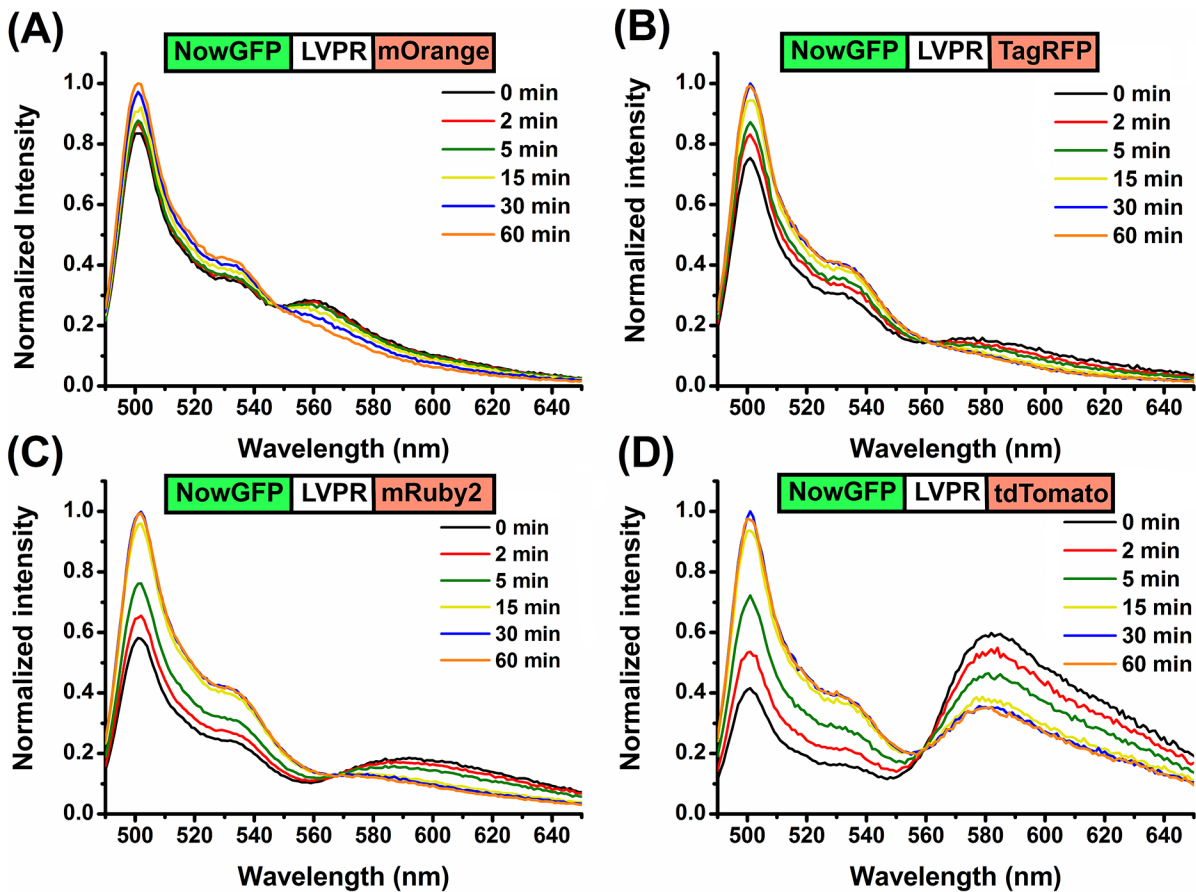 (A)
NowGFP LVPR mOrange
0 min
2 min
5 min
15 min
30 min
60 min
Normalized Intensity
1.0
0.8
0.6
0.4
0.2
0.0
500 520 540 560 580 600 620 640
Wavelength (nm)
(B)
NowGFP LVPR TagRFP
0 min
2 min
5 min
15 min
30 min
60 min
Normalized intensity
1.0
0.8
0.6
0.4
0.2
0.0
500 520 540 560 580 600 620 640
Wavelength (nm)
(C)
NowGFP LVPR mRuby2
0 min
2 min
5 min
15 min
30 min
60 min
Normalized intensity
1.0
0.8
0.6
0.4
0.2
0.0
500 520 540 560 580 600 620 640
Wavelength (nm)
(D)
NowGFP LVPR tdTomato
0 min
2 min
5 min
15 min
30 min
60 min
Normalized intensity
1.0
0.8
0.6
0.4
0.2
0.0
500 520 540 560 580 600 620 640
Wavelength (nm)